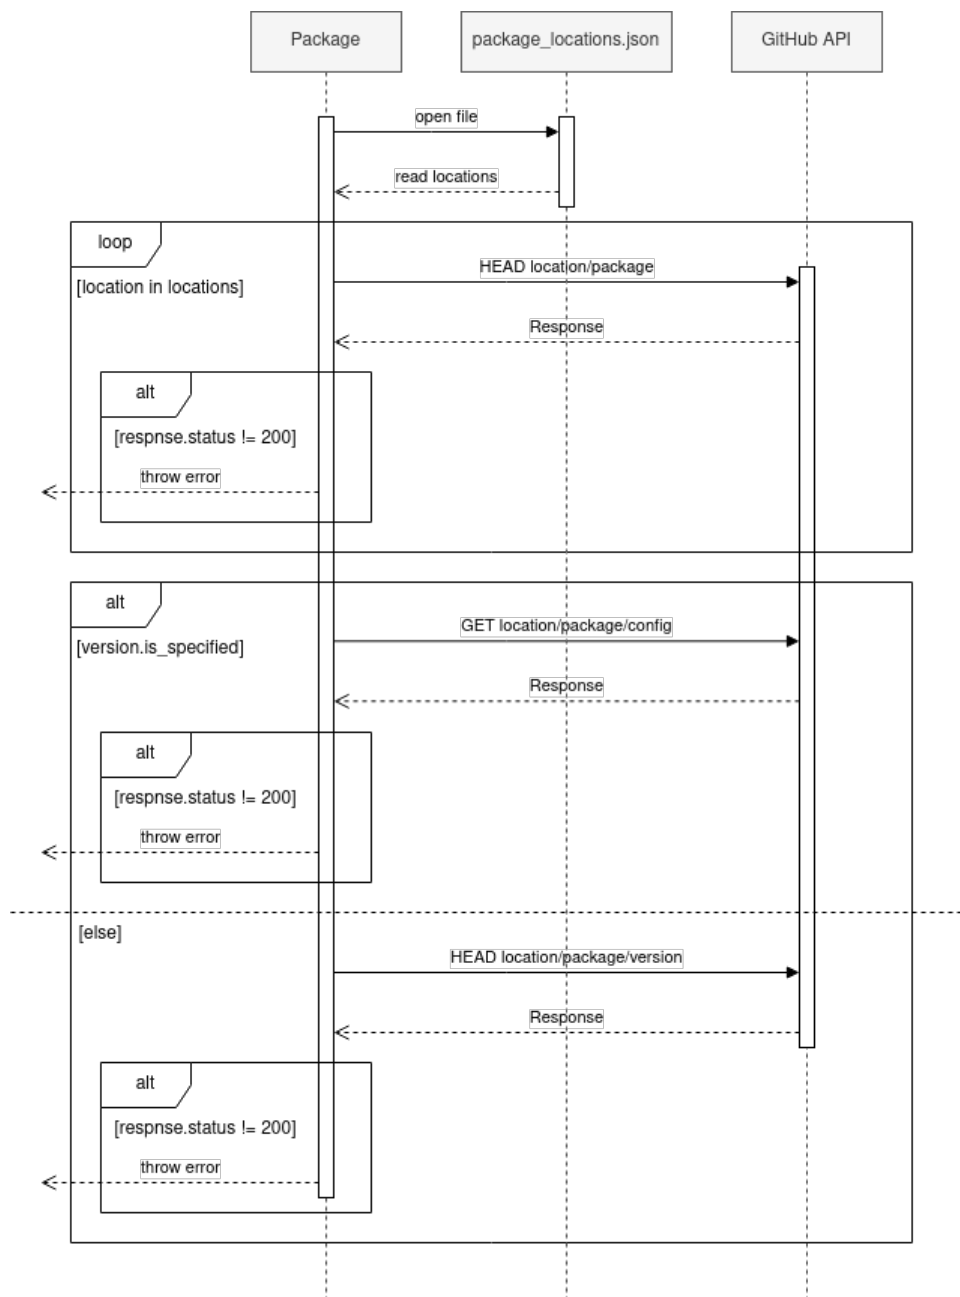 Package
package_locations.json
GitHub API
open file
read locations
loop
[location in locations]
HEAD location/package
Response
alt
[respnse.status != 200]
throw error
alt
[version.is_specified]
GET location/package/config
Response
alt
[respnse.status != 200]
throw error
[else]
HEAD location/package/version
Response
alt
[respnse.status != 200]
throw error